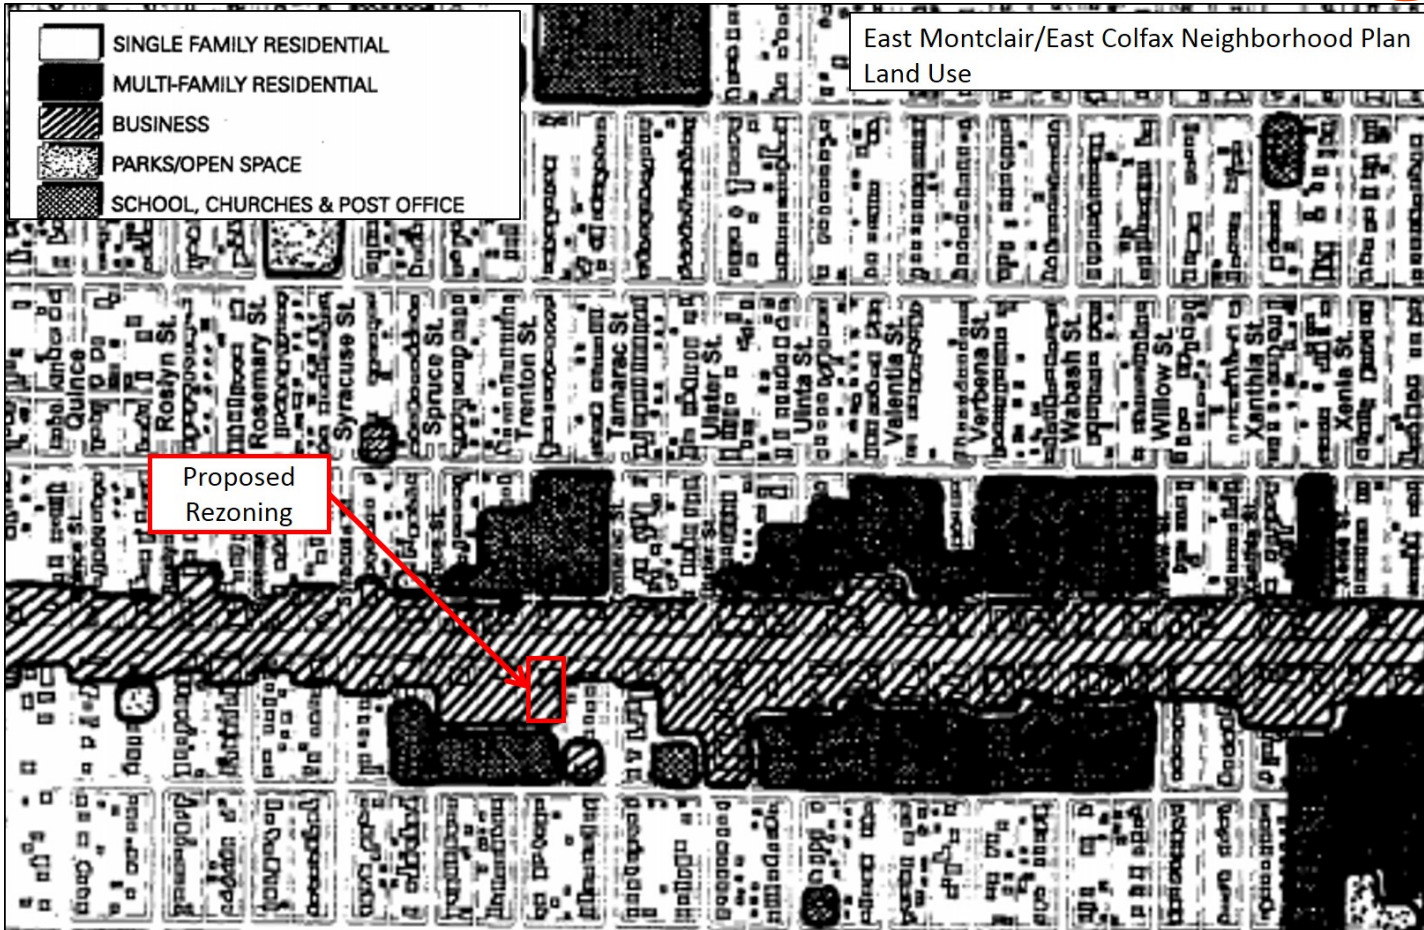 SINGLE FAMILY RESIDENTIAL
MULTI-FAMILY RESIDENTIAL
BUSINESS
PARKS/OPEN SPACE
SCHOOL, CHURCHES & POST OFFICE
East Montclair/East Colfax Neighborhood Plan
Land Use
Quince
Roslyn St.
Rosemary St.
Syracuse St.
Spruce St.
Trenton St.
Tamarac St
Ulster St.
Uinta St.
Valentia St.
Verbena St.
Wabash St
Willow St.
Xanthia St.
Xenia St.
Proposed
Rezoning